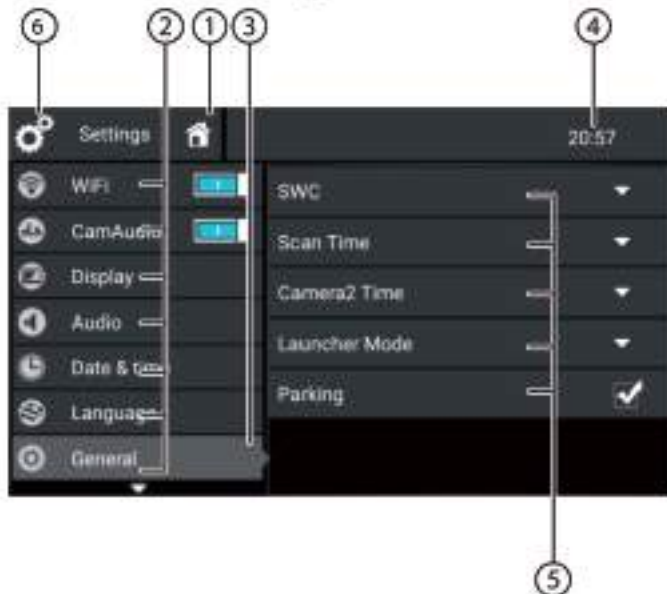 6 2 1 3 4
Settings 20:57
WiFi
CamAudio
Display
Audio
Date & time
Language
General
SWC
Scan Time
Camera2 Time
Launcher Mode
Parking
5